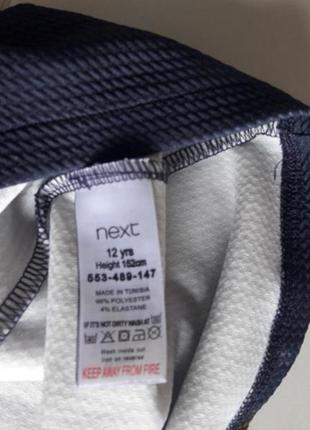 next
12 yrs
Height 152cm
553-489-147
MADE IN TUNISIA
96% POLYESTER
4% ELASTANE
IF IT'S NOT DIRTY WASH AT
Wash inside out
Iron on reverse
KEEP AWAY FROM FIRE